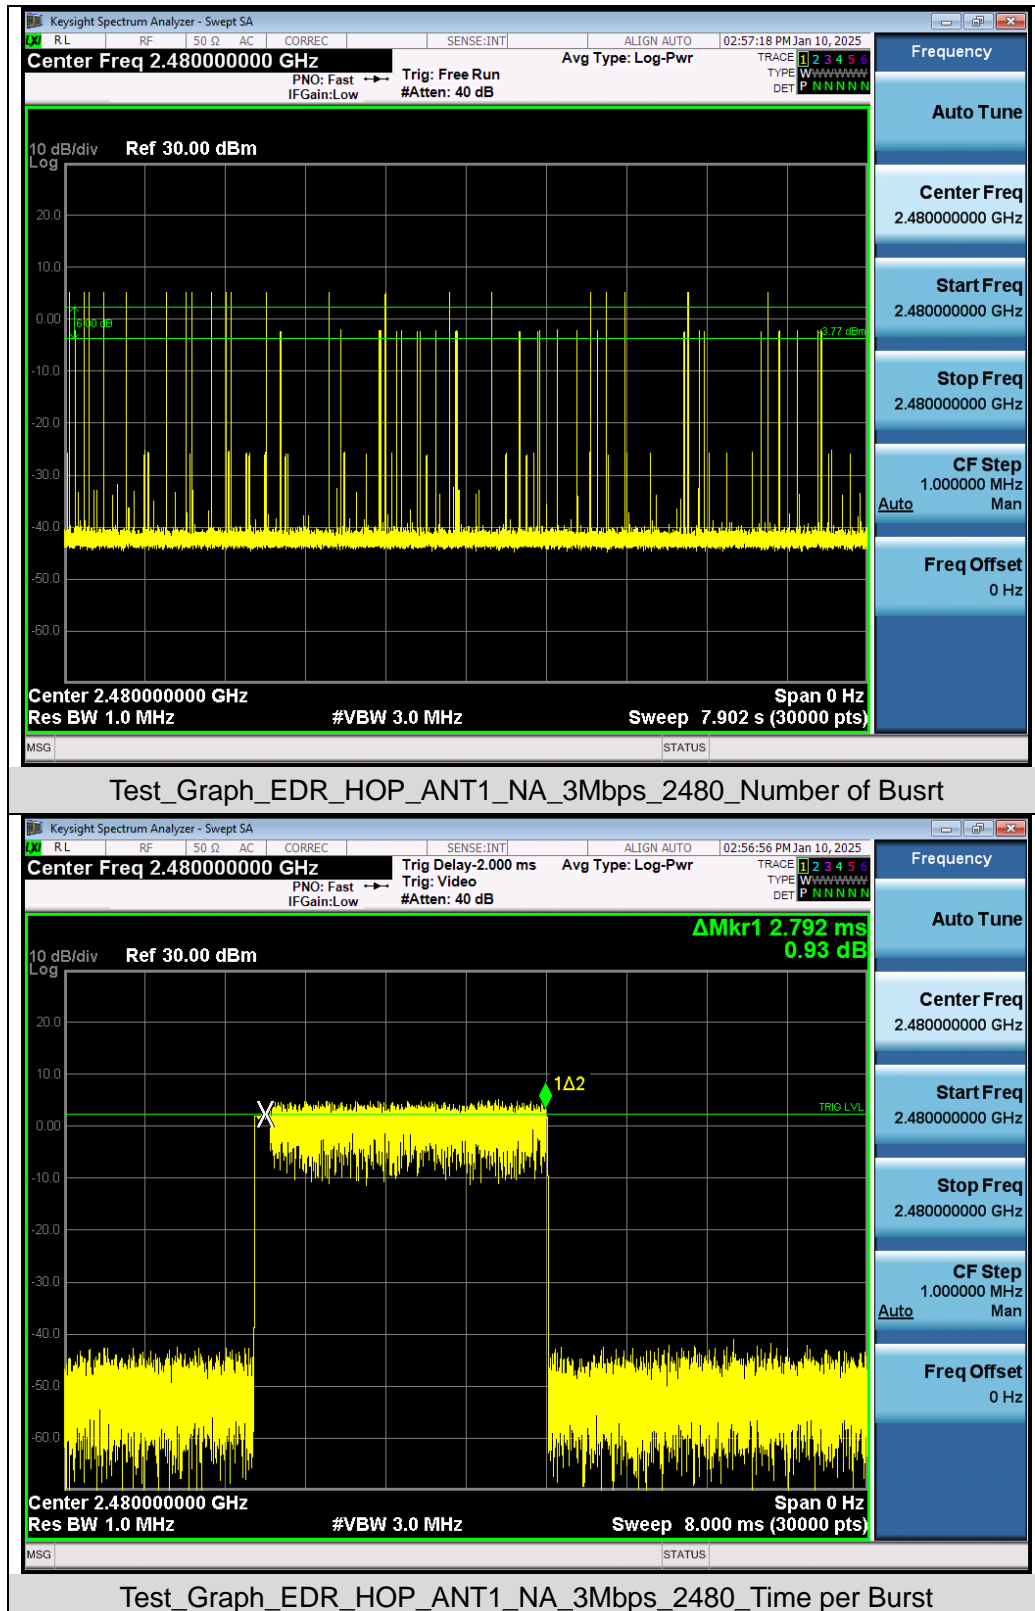 Keysight Spectrum Analyzer - Swept SA
LXI RL RF 50 Ω AC CORREC SENSE:INT ALIGN AUTO 02:57:18 PM Jan 10, 2025
Center Freq 2.480000000 GHz Avg Type: Log-Pwr TRACE 1 2 3 4 5 6
PNO: Fast Trig: Free Run TYPE WWWWWW
IFGain:Low #Atten: 40 dB DET P N N N N N
Frequency
Auto Tune
10 dB/div Ref 30.00 dBm
Log
20.0
10.0
0.00
6.00 dB
-3.77 dBm
-10.0
-20.0
-30.0
-40.0
-50.0
-60.0
Center Freq
2.480000000 GHz
Start Freq
2.480000000 GHz
Stop Freq
2.480000000 GHz
CF Step
1.000000 MHz
Auto Man
Freq Offset
0 Hz
Center 2.480000000 GHz Span 0 Hz
Res BW 1.0 MHz #VBW 3.0 MHz Sweep 7.902 s (30000 pts)
MSG STATUS
Test_Graph_EDR_HOP_ANT1_NA_3Mbps_2480_Number of Busrt
Keysight Spectrum Analyzer - Swept SA
LXI RL RF 50 Ω AC CORREC SENSE:INT ALIGN AUTO 02:56:56 PM Jan 10, 2025
Center Freq 2.480000000 GHz Trig Delay-2.000 ms Avg Type: Log-Pwr TRACE 1 2 3 4 5 6
PNO: Fast Trig: Video TYPE WWWWWW
IFGain:Low #Atten: 40 dB DET P N N N N N
Frequency
Auto Tune
ΔMkr1 2.792 ms
0.93 dB
10 dB/div Ref 30.00 dBm
Log
20.0
10.0
0.00
-10.0
-20.0
-30.0
-40.0
-50.0
-60.0
1Δ2
TRIG LVL
X
Center Freq
2.480000000 GHz
Start Freq
2.480000000 GHz
Stop Freq
2.480000000 GHz
CF Step
1.000000 MHz
Auto Man
Freq Offset
0 Hz
Center 2.480000000 GHz Span 0 Hz
Res BW 1.0 MHz #VBW 3.0 MHz Sweep 8.000 ms (30000 pts)
MSG STATUS
Test_Graph_EDR_HOP_ANT1_NA_3Mbps_2480_Time per Burst